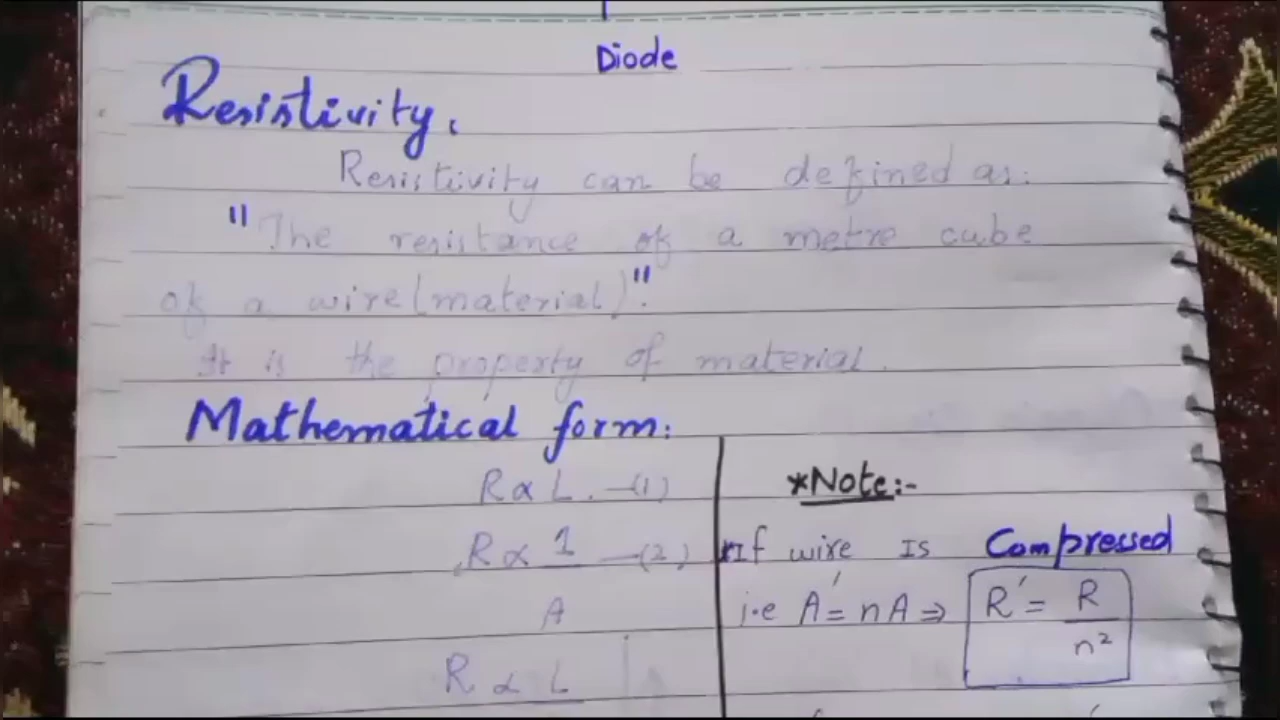 Diode
Resistivity.
Resistivity can be defined as:
"The resistance of a metre cube
of a wire(material)".
It is the property of material.
Mathematical form:
R ∝ L. —(1)
R ∝ 1 —(2)
A
R ∝ L
*Note:-
If wire is Compressed
i.e A′= nA ⇒ R′= R
n²